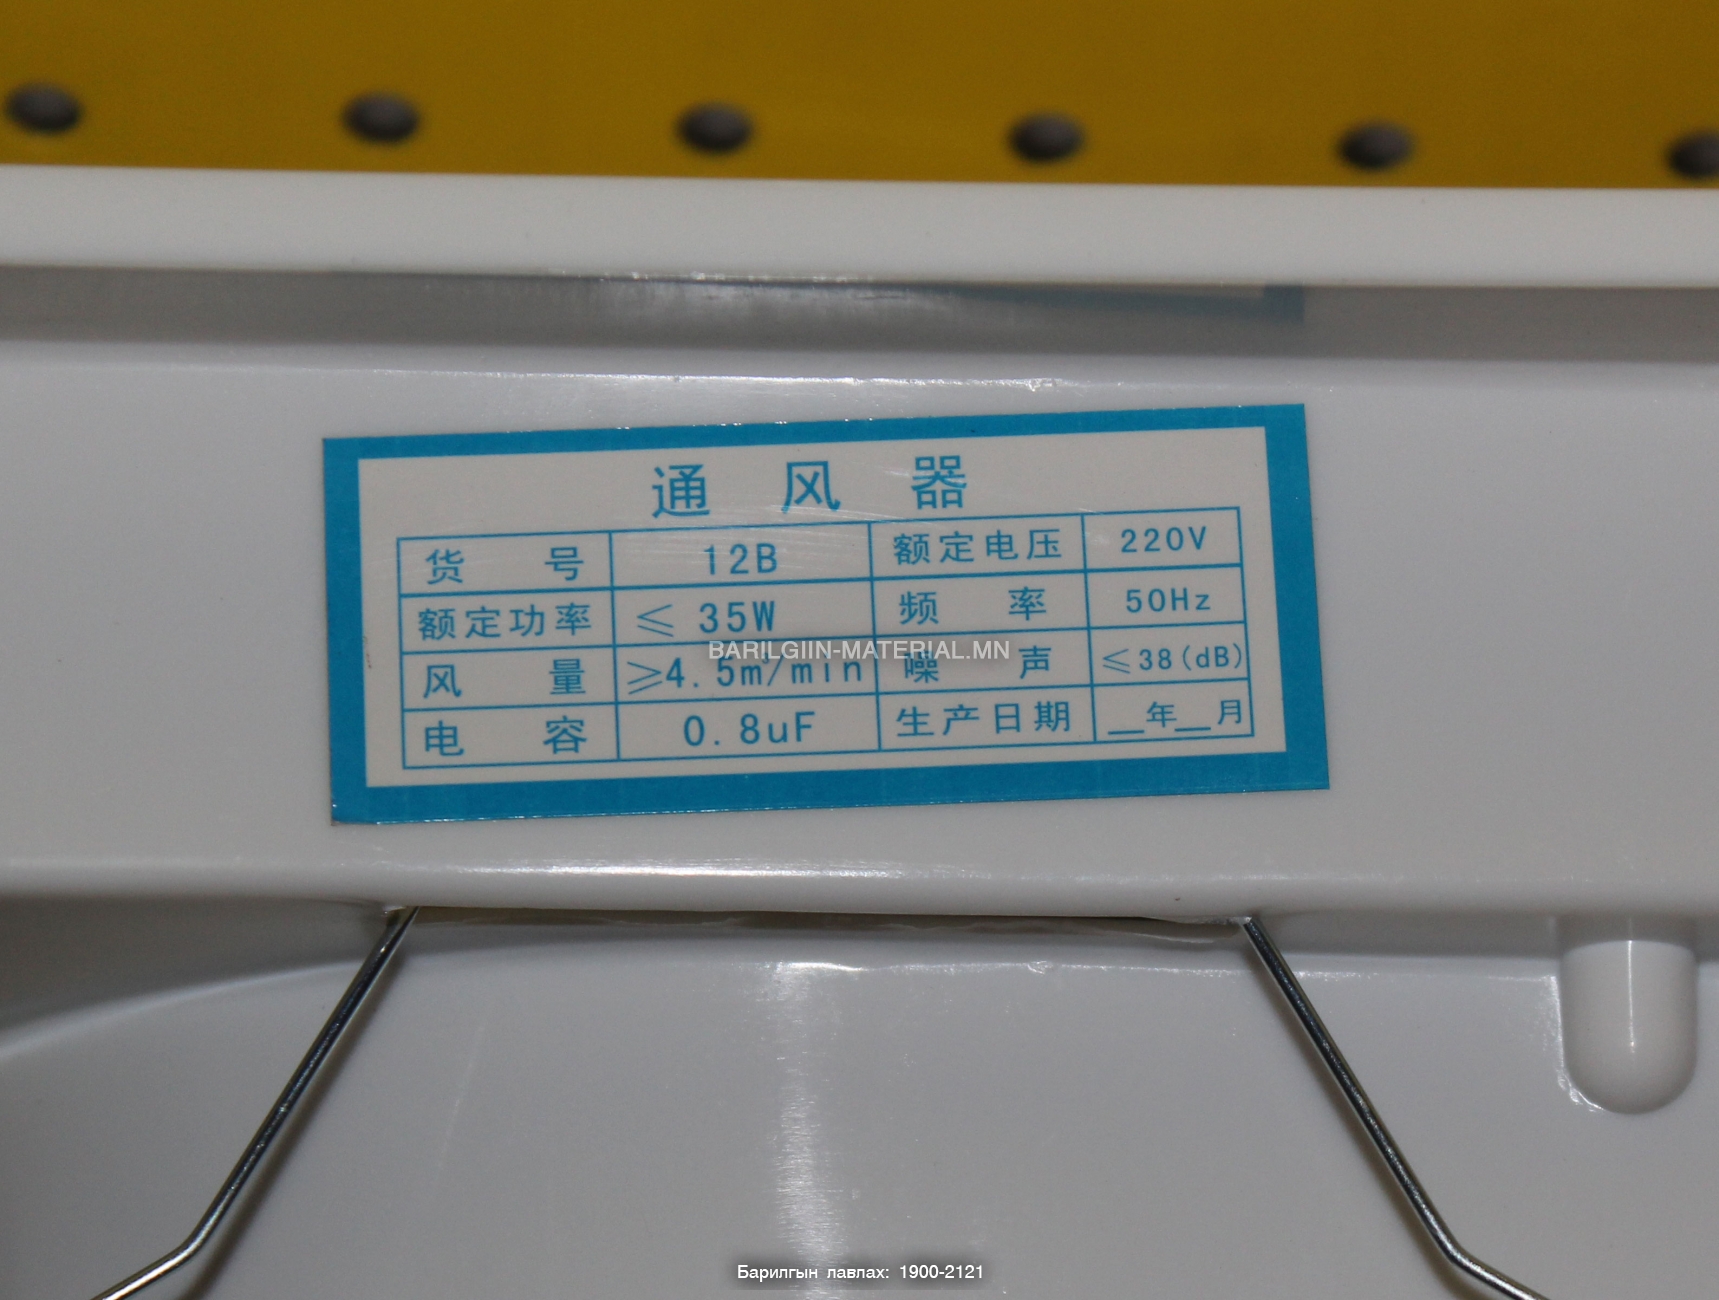 通风器
货号 12B 额定电压 220V
额定功率 ≤ 35W 频率 50Hz
BARILGIIN-MATERIAL.MN
风量 ≥4.5m³/min 噪声 ≤38(dB)
电容 0.8uF 生产日期 __年__月
Барилгын лавлах: 1900-2121